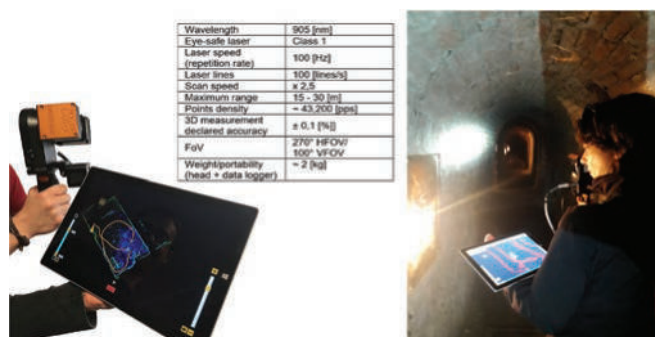 Wavelength 905 [nm]
Eye-safe laser Class 1
Laser speed
(repetition rate) 100 [Hz]
Laser lines 100 [lines/s]
Scan speed x 2,5
Maximum range 15 - 30 [m]
Points density ~ 43,200 [pps]
3D measurement
declared accuracy ± 0,1 [%]]
FoV 270° HFOV/
100° VFOV
Weight/portability
(head + data logger) ~ 2 [kg]